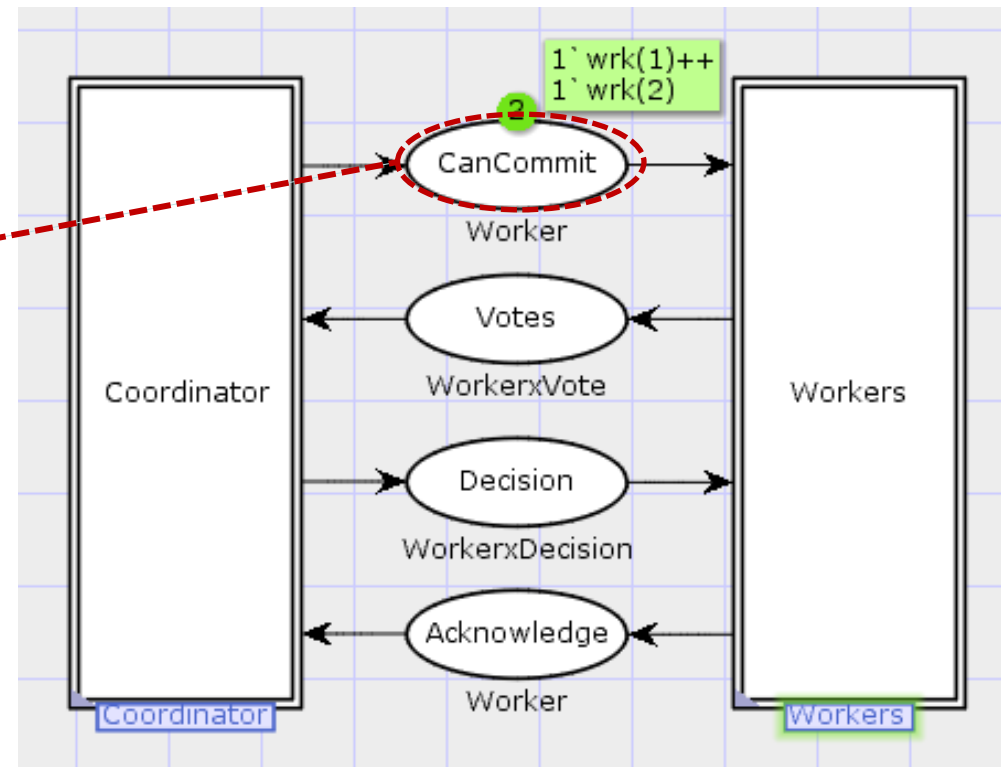 1`wrk(1)++
1`wrk(2)
2
CanCommit
Worker
Votes
WorkerxVote
Coordinator
Workers
Decision
WorkerxDecision
Acknowledge
Worker
Coordinator
Workers